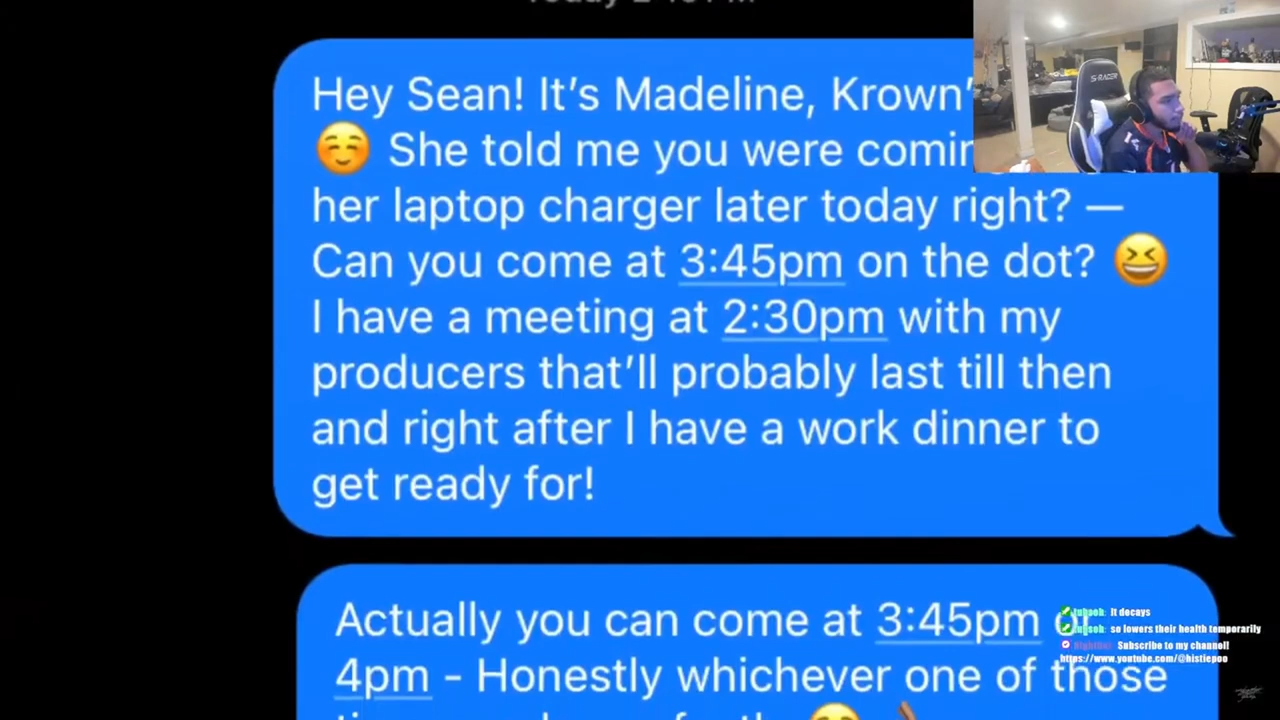 Hey Sean! It's Madeline, Krown'
☺️ She told me you were comin
her laptop charger later today right? —
Can you come at 3:45pm on the dot? 😆
I have a meeting at 2:30pm with my
producers that'll probably last till then
and right after I have a work dinner to
get ready for!
Actually you can come at 3:45pm
4pm - Honestly whichever one of those
S-RACER
It decays
so lowers their health temporarily
Subscribe to my channel!
https://www.youtube.com/@histiepoo